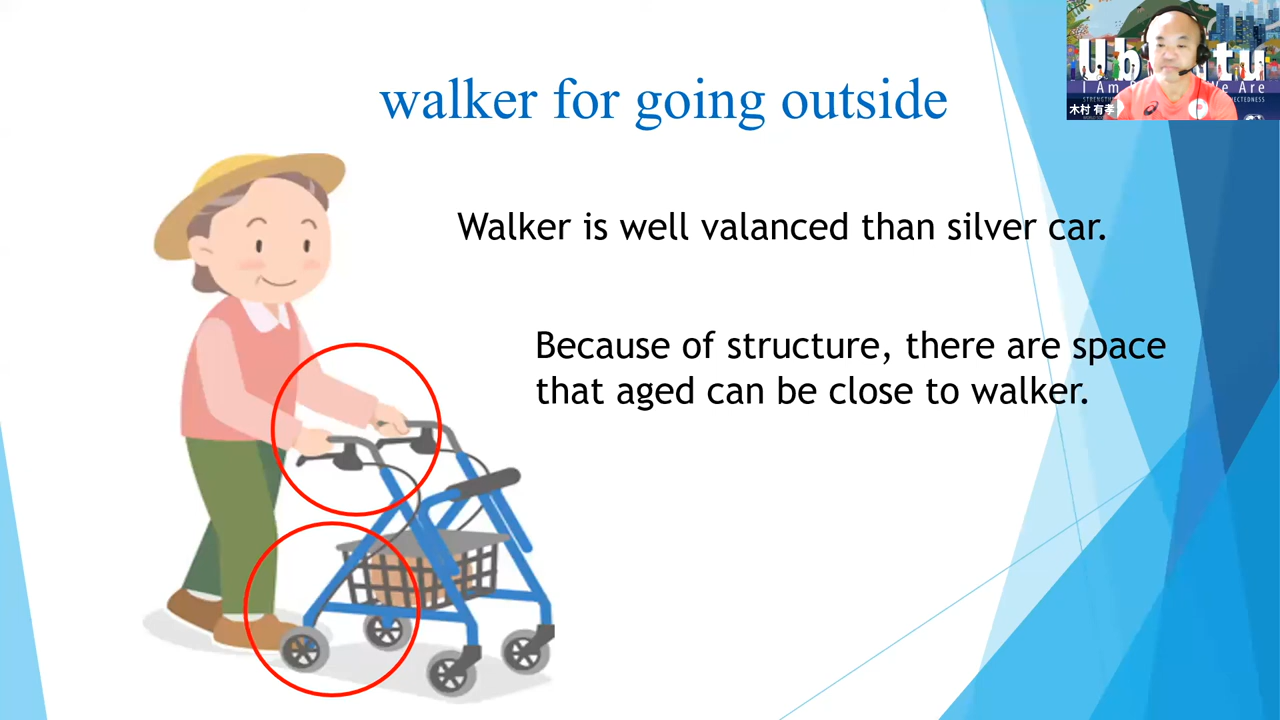 walker for going outside
Walker is well valanced than silver car.
Because of structure, there are space
that aged can be close to walker.
木村 有孝